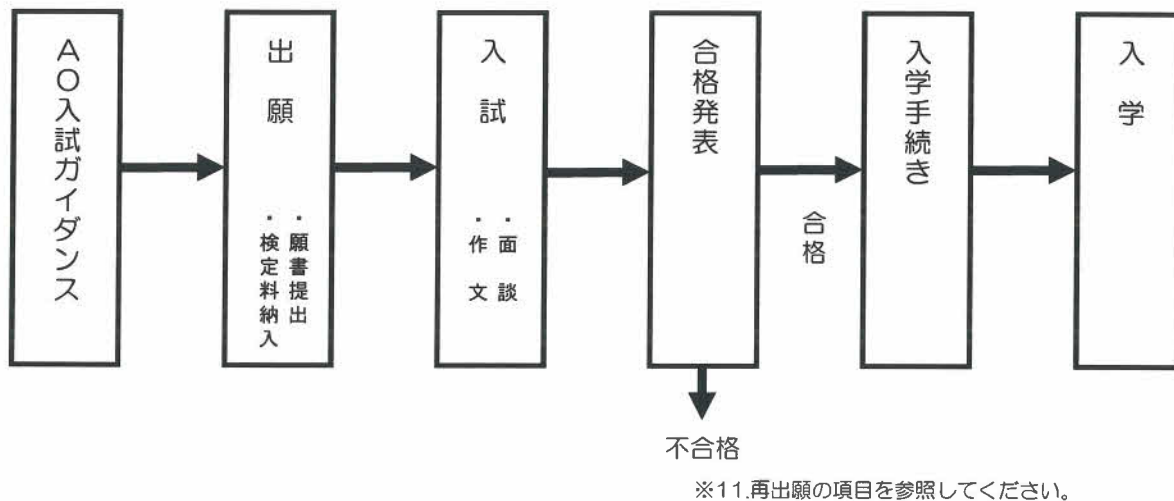 AO入試ガイダンス
出願
・願書提出
・検定料納入
入試
・面談
・作文
合格発表
合格
入学手続き
入学
不合格
※11.再出願の項目を参照してください。